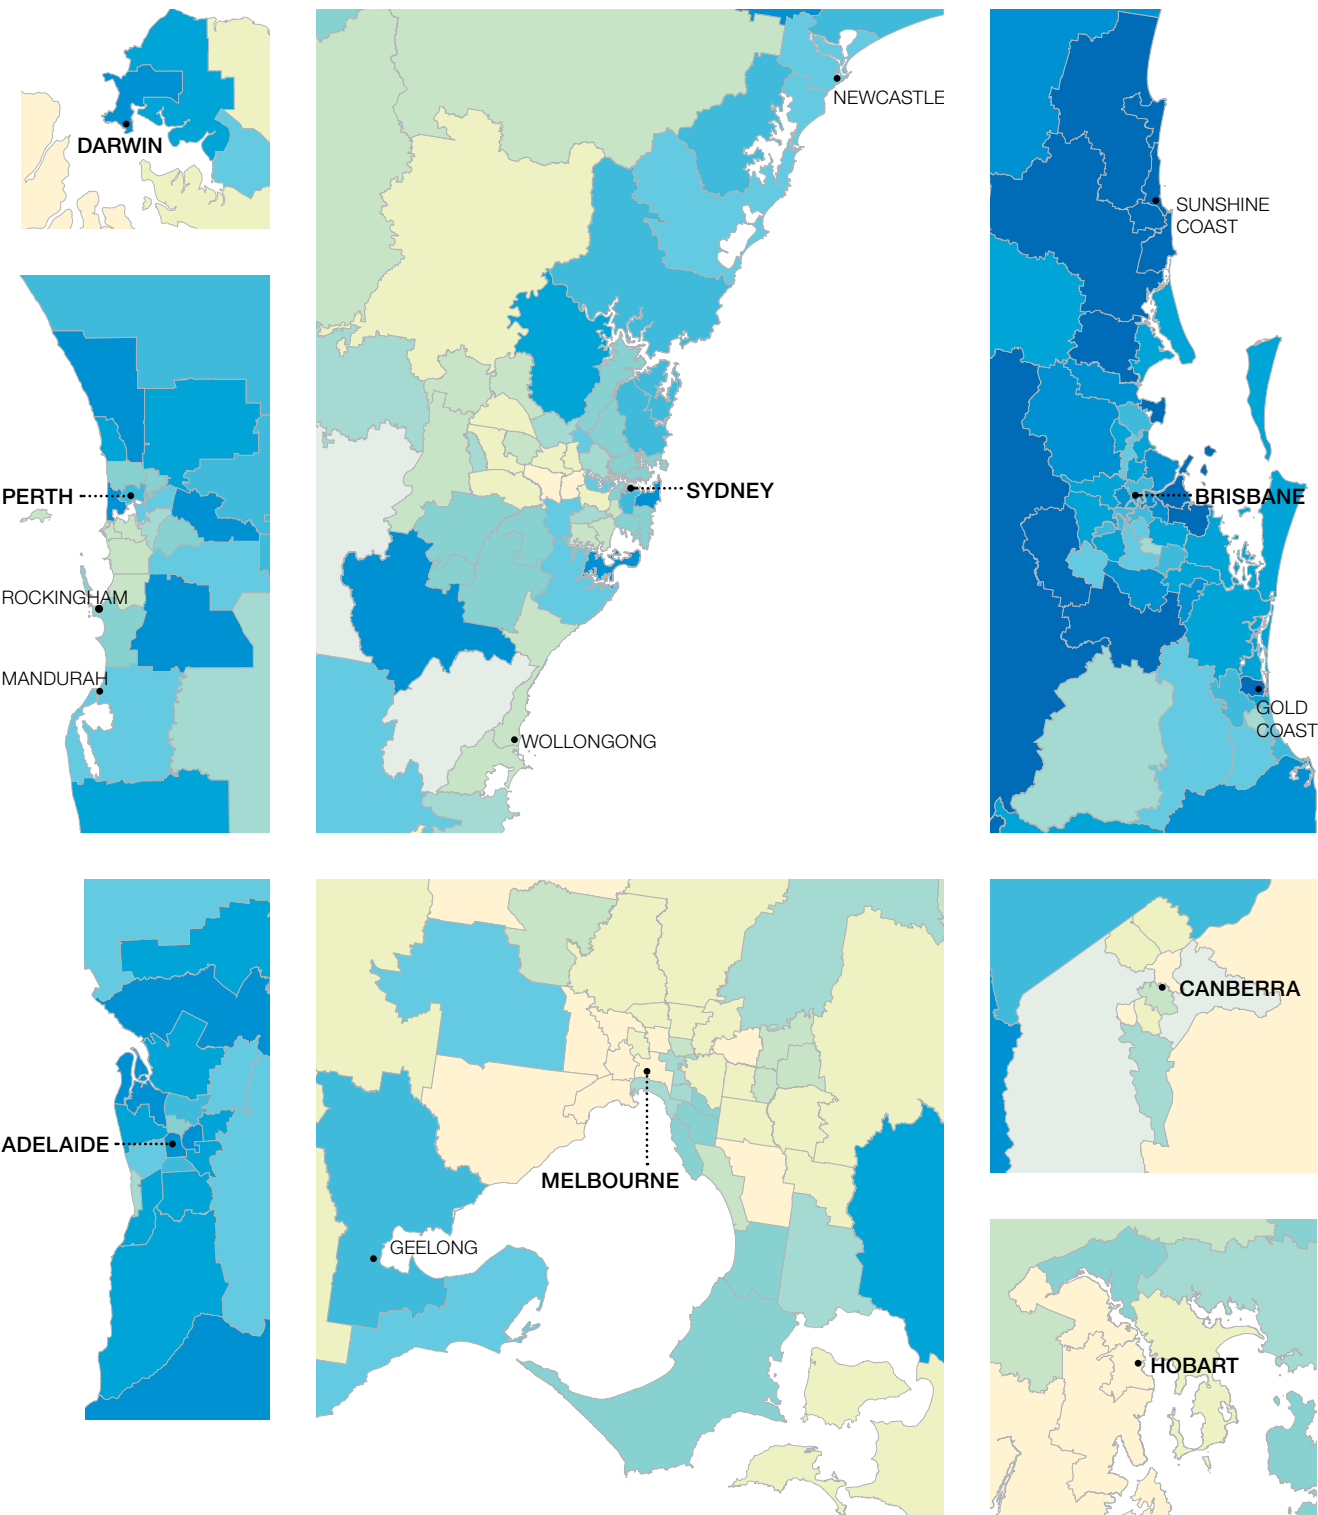 DARWIN
NEWCASTLE
SUNSHINE
COAST
PERTH
SYDNEY
BRISBANE
ROCKINGHAM
MANDURAH
WOLLONGONG
GOLD
COAST
ADELAIDE
MELBOURNE
GEELONG
CANBERRA
HOBART